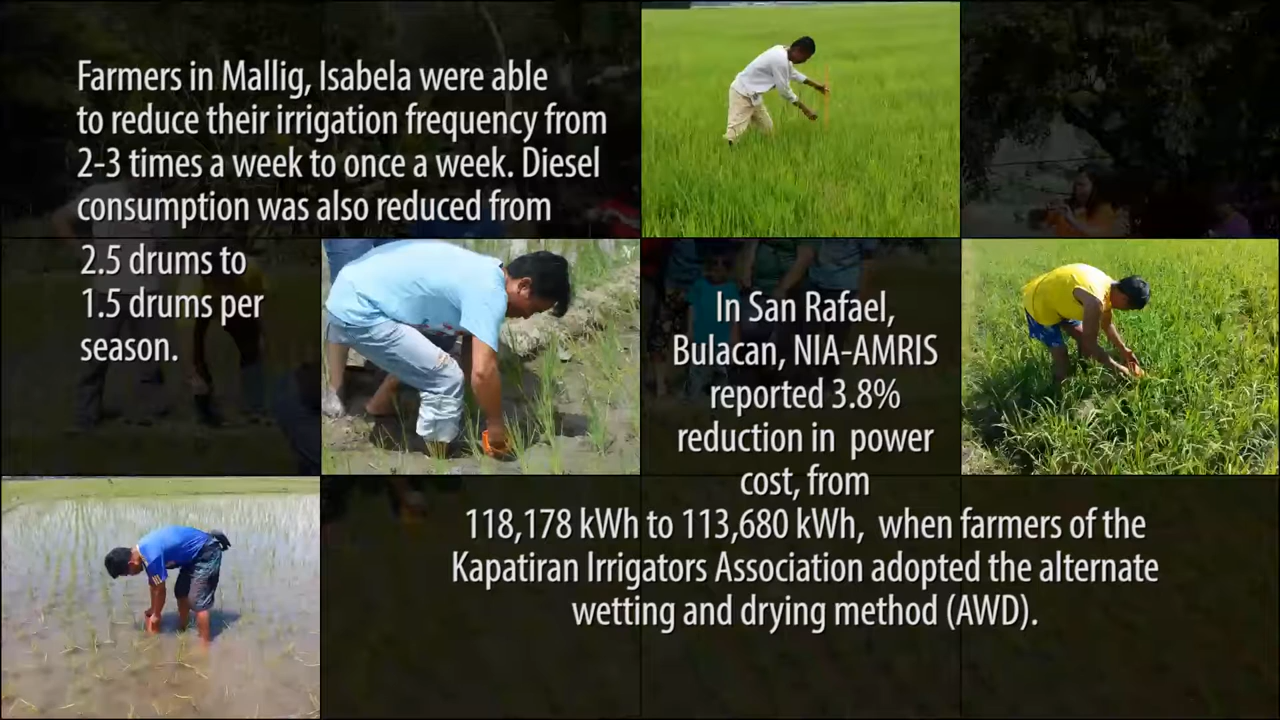 Farmers in Mallig, Isabela were able
to reduce their irrigation frequency from
2-3 times a week to once a week. Diesel
consumption was also reduced from
2.5 drums to
1.5 drums per
season.
In San Rafael,
Bulacan, NIA-AMRIS
reported 3.8%
reduction in power
cost, from
118,178 kWh to 113,680 kWh, when farmers of the
Kapatiran Irrigators Association adopted the alternate
wetting and drying method (AWD).